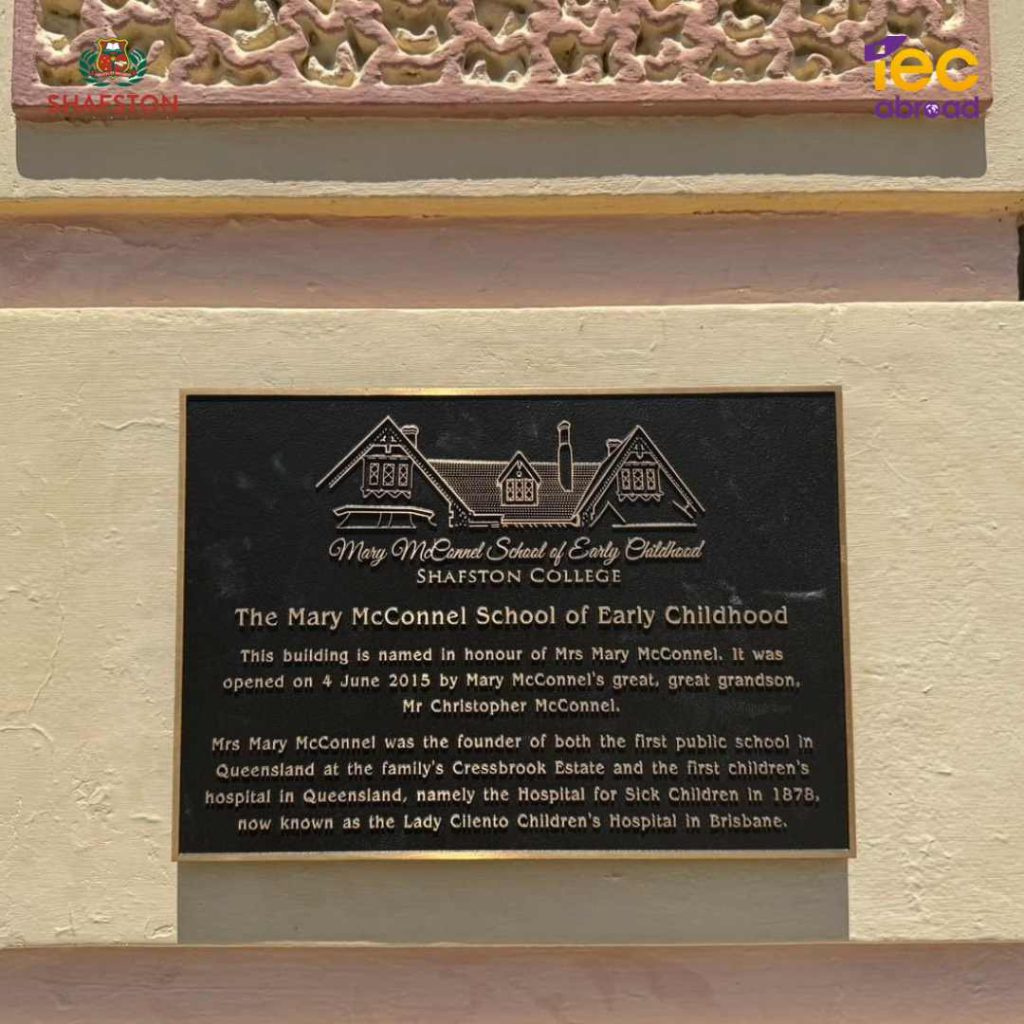 SHAFSTON
iec
abroad
Mary McConnel School of Early Childhood
SHAFSTON COLLEGE
The Mary McConnel School of Early Childhood
This building is named in honour of Mrs Mary McConnel. It was
opened on 4 June 2015 by Mary McConnel's great, great grandson,
Mr Christopher McConnel.
Mrs Mary McConnel was the founder of both the first public school in
Queensland at the family's Cressbrook Estate and the first children's
hospital in Queensland, namely the Hospital for Sick Children in 1878,
now known as the Lady Cilento Children's Hospital in Brisbane.